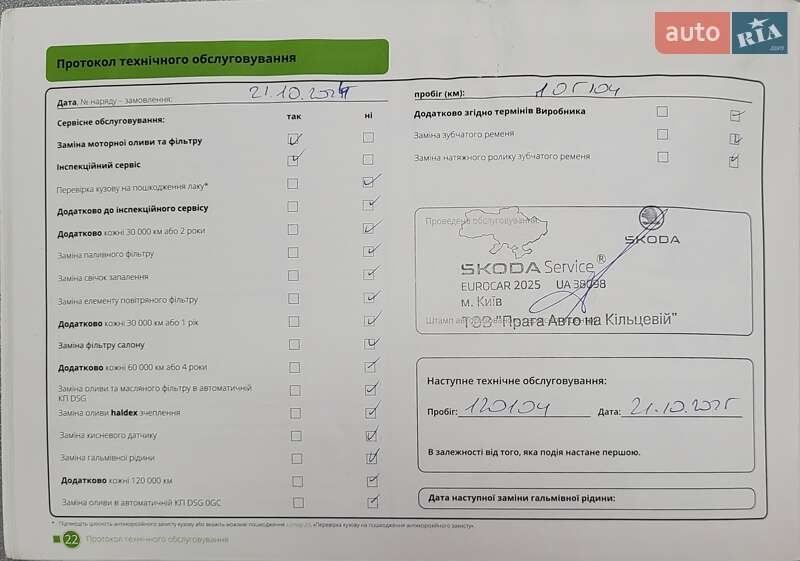 auto RIA .com
Протокол технічного обслуговування
Дата, № наряду – замовлення: 21.10.2024
Сервісне обслуговування: так ні
Заміна моторної оливи та фільтру
Інспекційний сервіс
Перевірка кузову на пошкодження лаку*
Додатково до інспекційного сервісу
Додатково кожні 30 000 км або 2 роки
Заміна паливного фільтру
Заміна свічок запалення
Заміна елементу повітряного фільтру
Додатково кожні 30 000 км або 1 рік
Заміна фільтру салону
Додатково кожні 60 000 км або 4 роки
Заміна оливи та масляного фільтру в автоматичній
КП DSG
Заміна оливи haldex зчеплення
Заміна кисневого датчику
Заміна гальмівної рідини
Додатково кожні 120 000 км
Заміна оливи в автоматичній КП DSG 0GC
пробіг (км): 105104
Додатково згідно термінів Виробника
Заміна зубчатого ременя
Заміна натяжного ролику зубчатого ременя
Проведено обслуговування:
SKODA
SKODA Service®
EUROCAR 2025 UA 38098
м. Київ
ТОВ "Прага Авто на Кільцевій"
Наступне технічне обслуговування:
Пробіг: 120104 Дата: 21.10.2025
В залежності від того, яка подія настане першою.
Дата наступної заміни гальмівної рідини:
22 Протокол технічного обслуговування